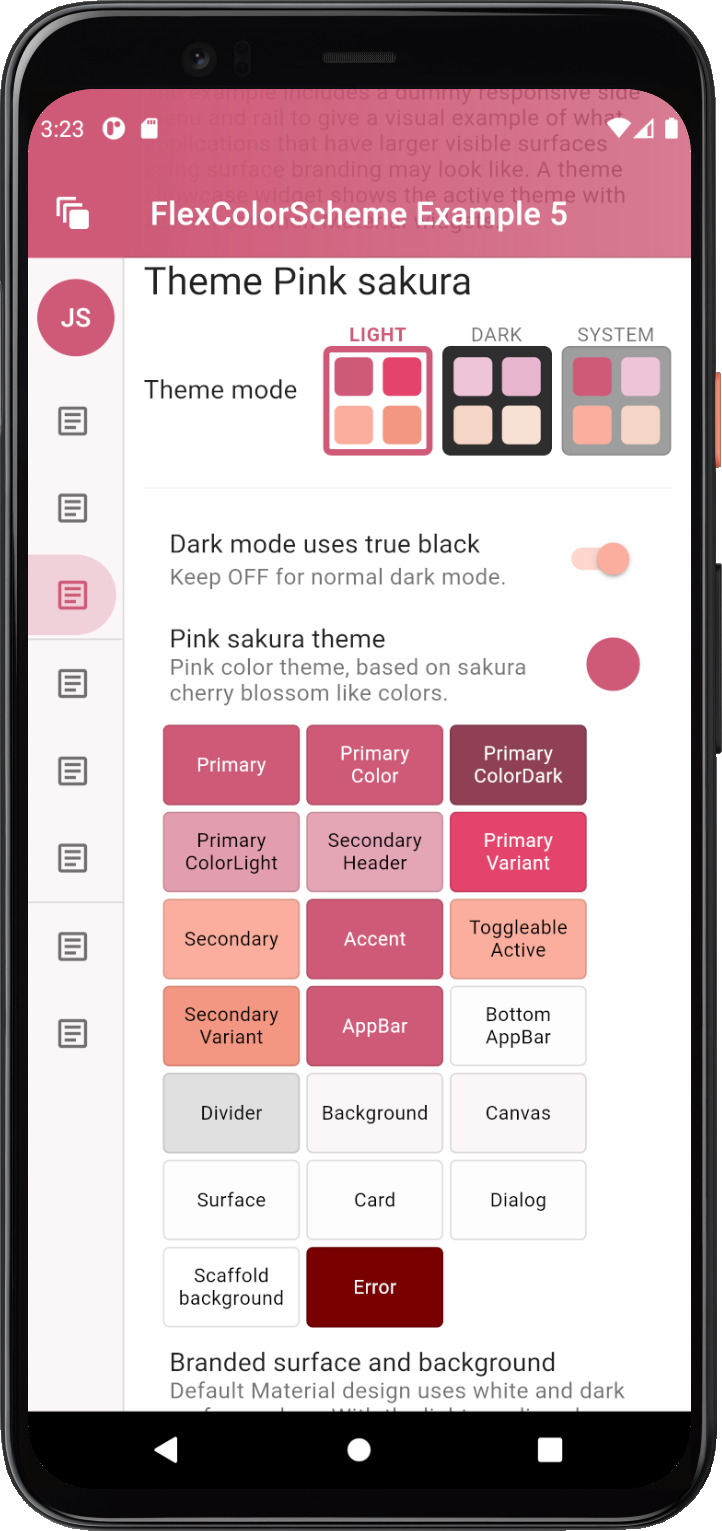 example includes a dummy responsive side
and rail to give a visual example of what
applications that have larger visible surfaces
using surface branding may look like. A theme
showcase widget shows the active theme with
3:23
FlexColorScheme Example 5
JS
Theme Pink sakura
LIGHT
DARK
SYSTEM
Theme mode
Dark mode uses true black
Keep OFF for normal dark mode.
Pink sakura theme
Pink color theme, based on sakura
cherry blossom like colors.
Primary
Primary
Color
Primary
ColorDark
Primary
ColorLight
Secondary
Header
Primary
Variant
Secondary
Accent
Toggleable
Active
Secondary
Variant
AppBar
Bottom
AppBar
Divider
Background
Canvas
Surface
Card
Dialog
Scaffold
background
Error
Branded surface and background
Default Material design uses white and dark